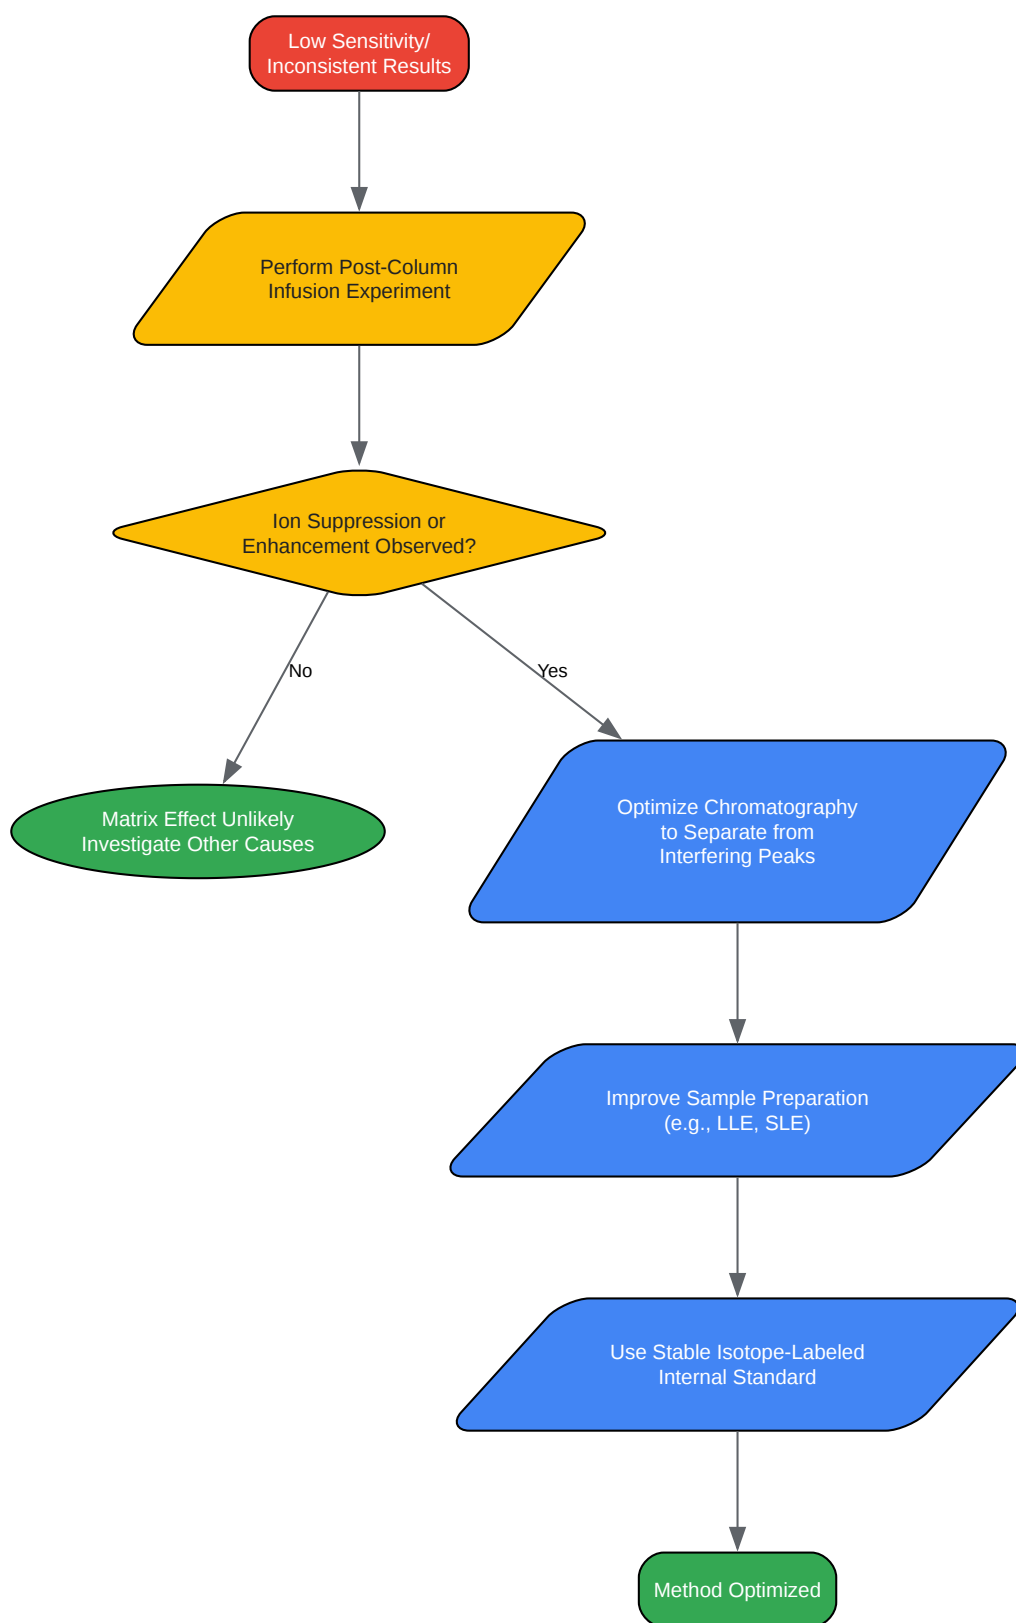 Low Sensitivity/
Inconsistent Results
Perform Post-Column
Infusion Experiment
Ion Suppression or
Enhancement Observed?
No
Yes
Matrix Effect Unlikely
Investigate Other Causes
Optimize Chromatography
to Separate from
Interfering Peaks
Improve Sample Preparation
(e.g., LLE, SLE)
Use Stable Isotope-Labeled
Internal Standard
Method Optimized